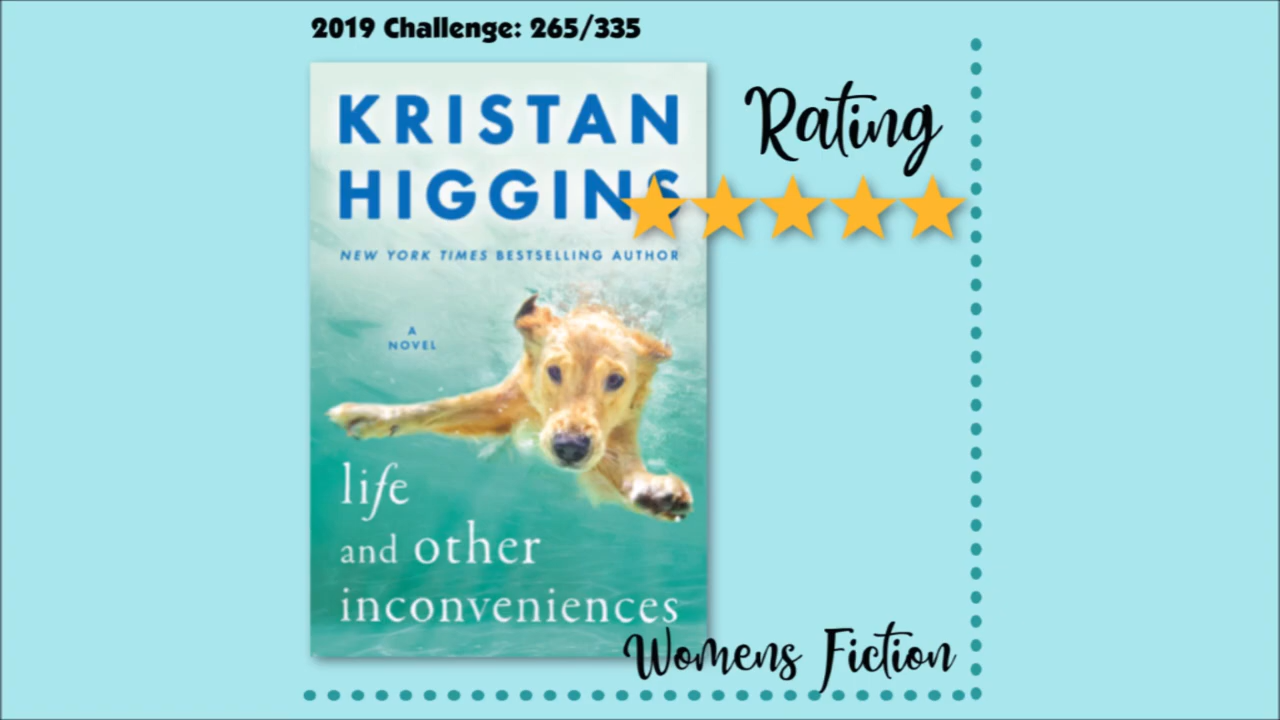 2019 Challenge: 265/335
KRISTAN
HIGGINS
NEW YORK TIMES BESTSELLING AUTHOR
A
NOVEL
life
and other
inconveniences
Rating
Womens Fiction